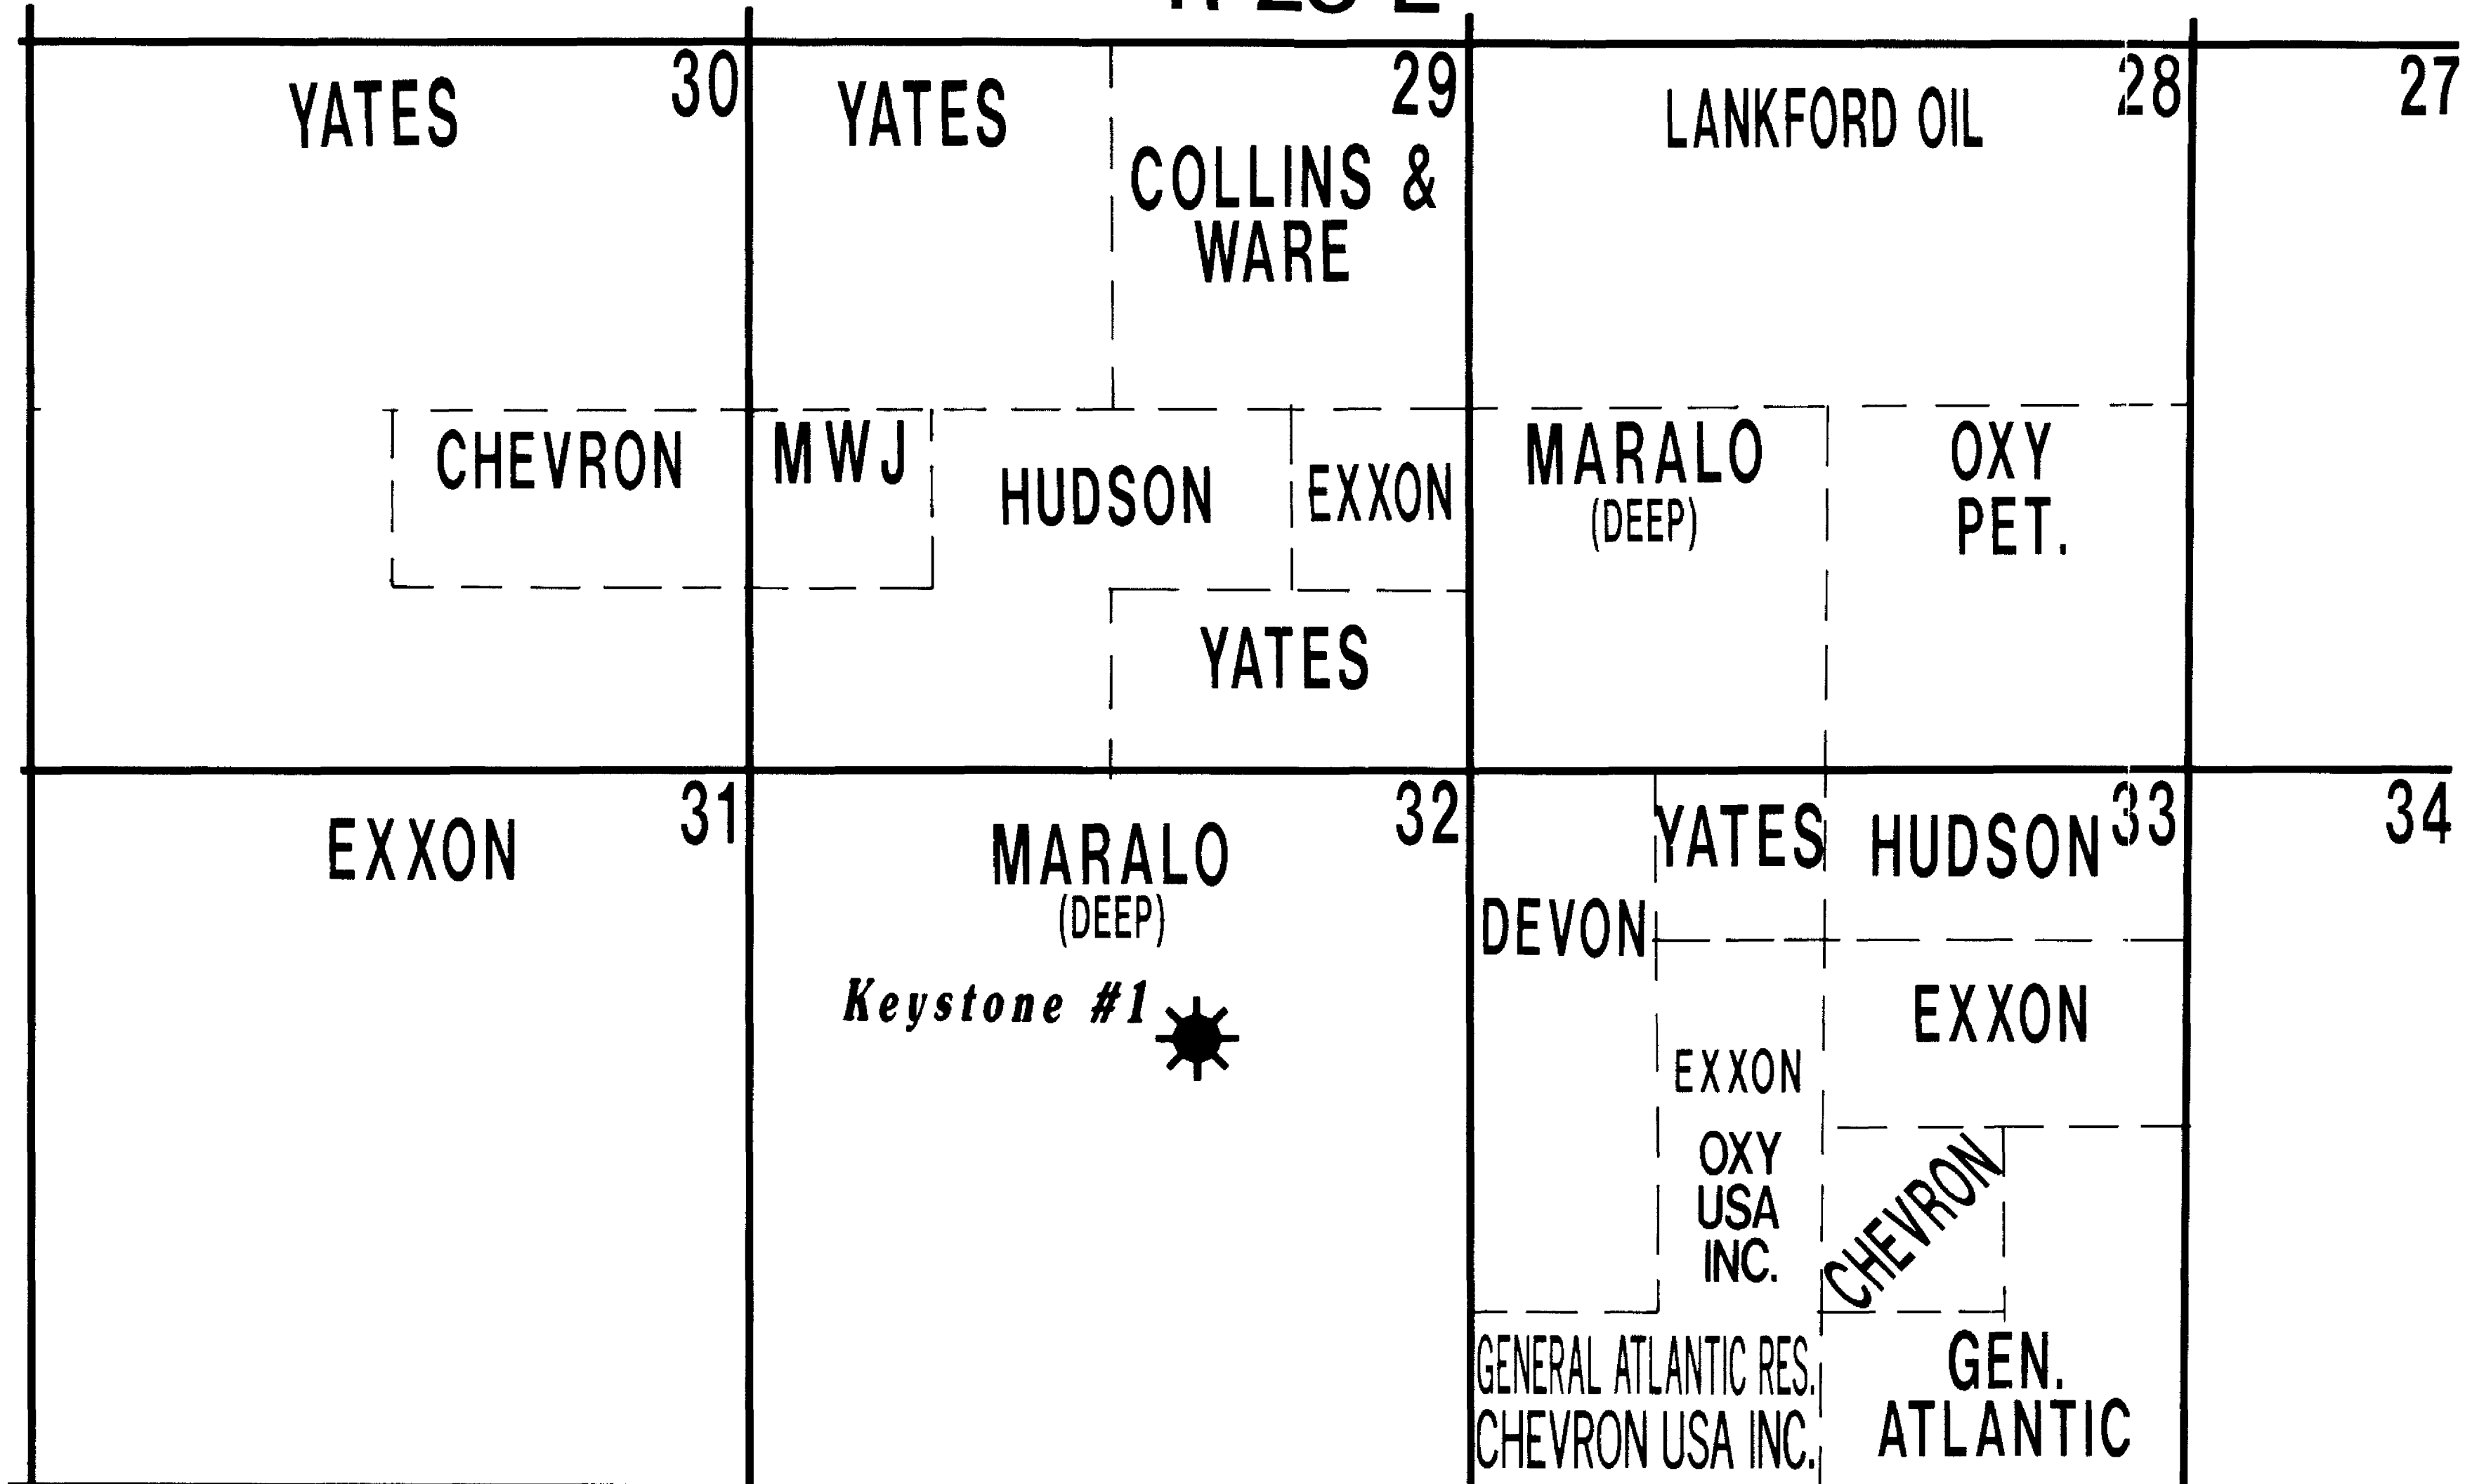 30
29
28
27
YATES
YATES
COLLINS &
WARE
LANKFORD OIL
CHEVRON
MWJ
HUDSON
EXXON
MARALO
(DEEP)
OXY
PET.
YATES
31
32
33
34
EXXON
MARALO
(DEEP)
Keystone #1
YATES
HUDSON
DEVON
EXXON
EXXON
OXY
USA
INC.
CHEVRON
GENERAL ATLANTIC RES.
CHEVRON USA INC.
GEN.
ATLANTIC